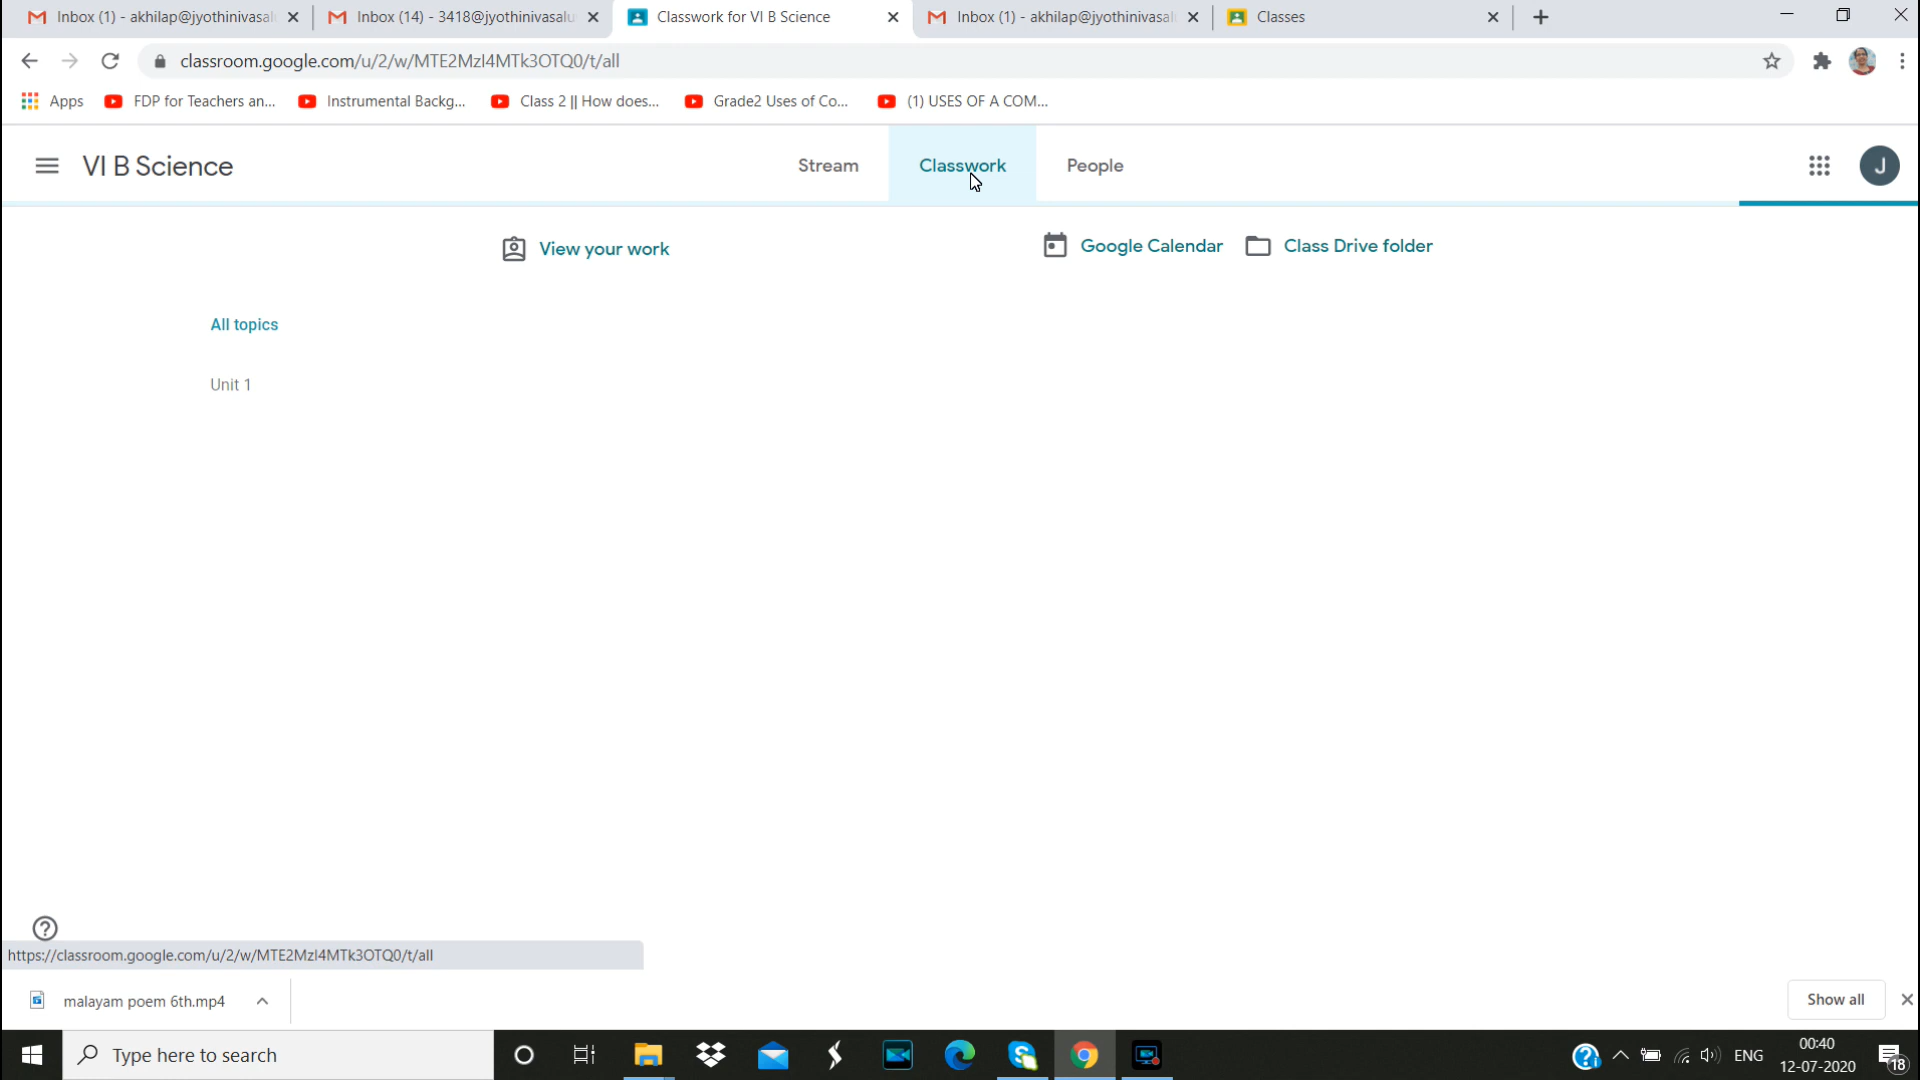 Inbox (1) - akhilap@jyothinivasal
Inbox (14) - 3418@jyothinivasalu
Classwork for VI B Science
Inbox (1) - akhilap@jyothinivasal
Classes
classroom.google.com/u/2/w/MTE2MzI4MTk3OTQ0/t/all
Apps
FDP for Teachers an...
Instrumental Backg...
Class 2 || How does...
Grade2 Uses of Co...
(1) USES OF A COM...
VI B Science
Stream
Classwork
People
J
View your work
Google Calendar
Class Drive folder
All topics
Unit 1
https://classroom.google.com/u/2/w/MTE2MzI4MTk3OTQ0/t/all
malayam poem 6th.mp4
Show all
Type here to search
ENG
00:40
12-07-2020
18